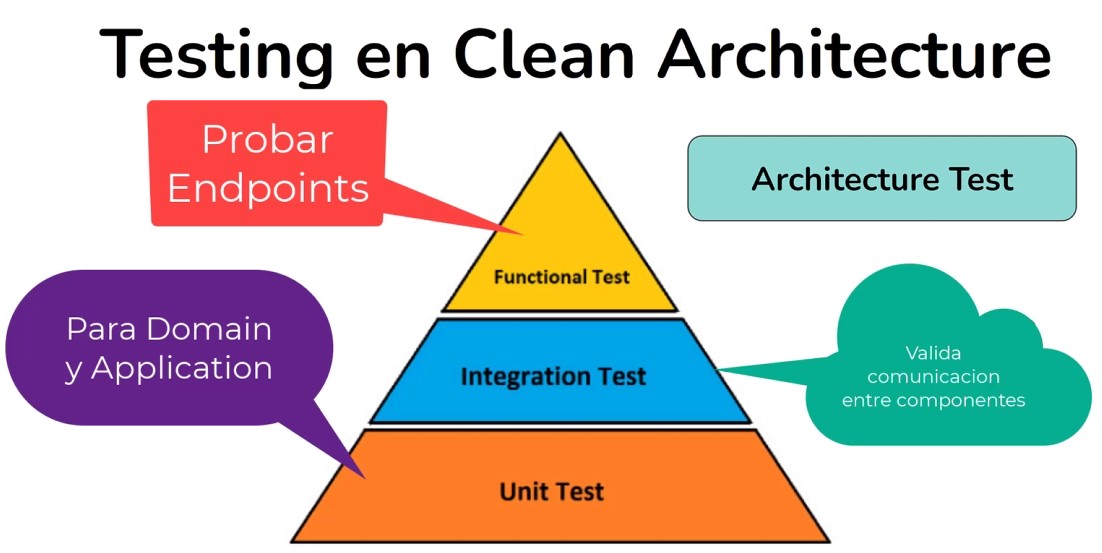 Testing en Clean Architecture
Probar
Endpoints
Architecture Test
Functional Test
Para Domain
y Application
Integration Test
Valida
comunicacion
entre componentes
Unit Test